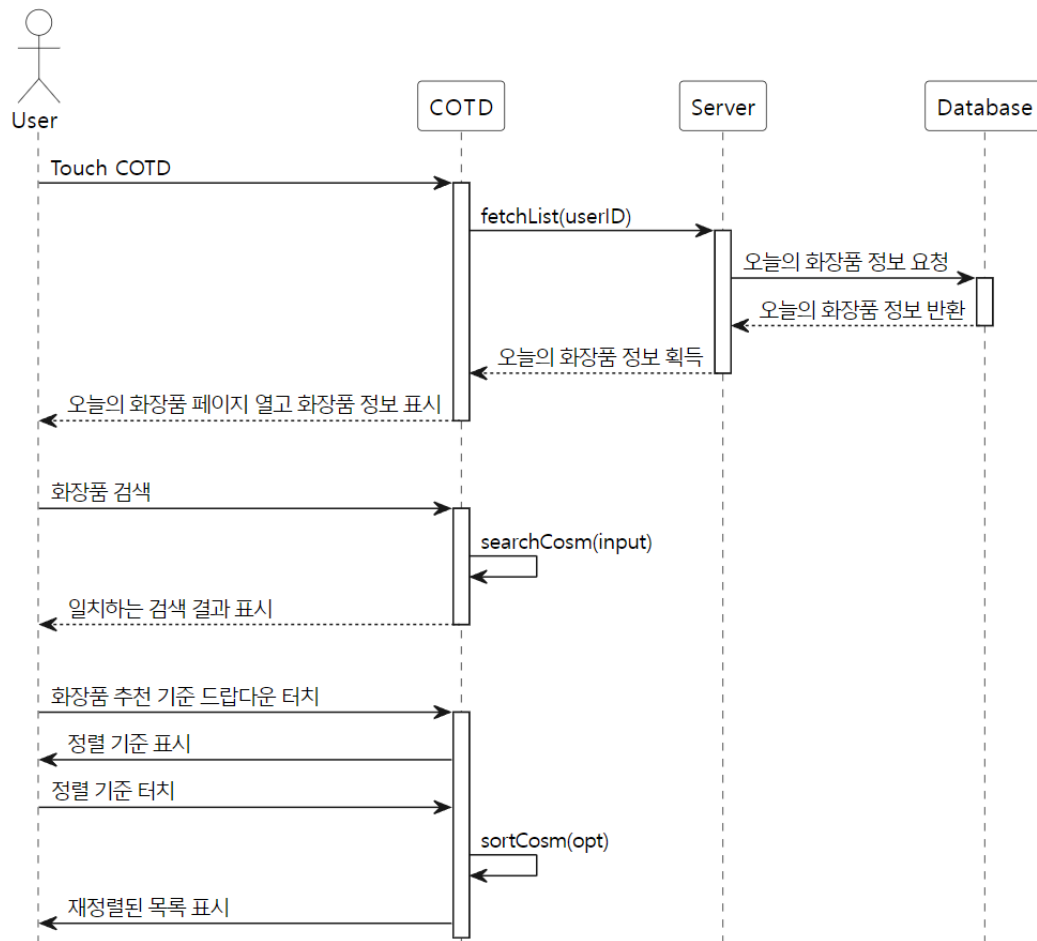 User
COTD
Server
Database
Touch COTD
fetchList(userID)
오늘의 화장품 정보 요청
오늘의 화장품 정보 반환
오늘의 화장품 정보 획득
오늘의 화장품 페이지 열고 화장품 정보 표시
화장품 검색
searchCosm(input)
일치하는 검색 결과 표시
화장품 추천 기준 드랍다운 터치
정렬 기준 표시
정렬 기준 터치
sortCosm(opt)
재정렬된 목록 표시